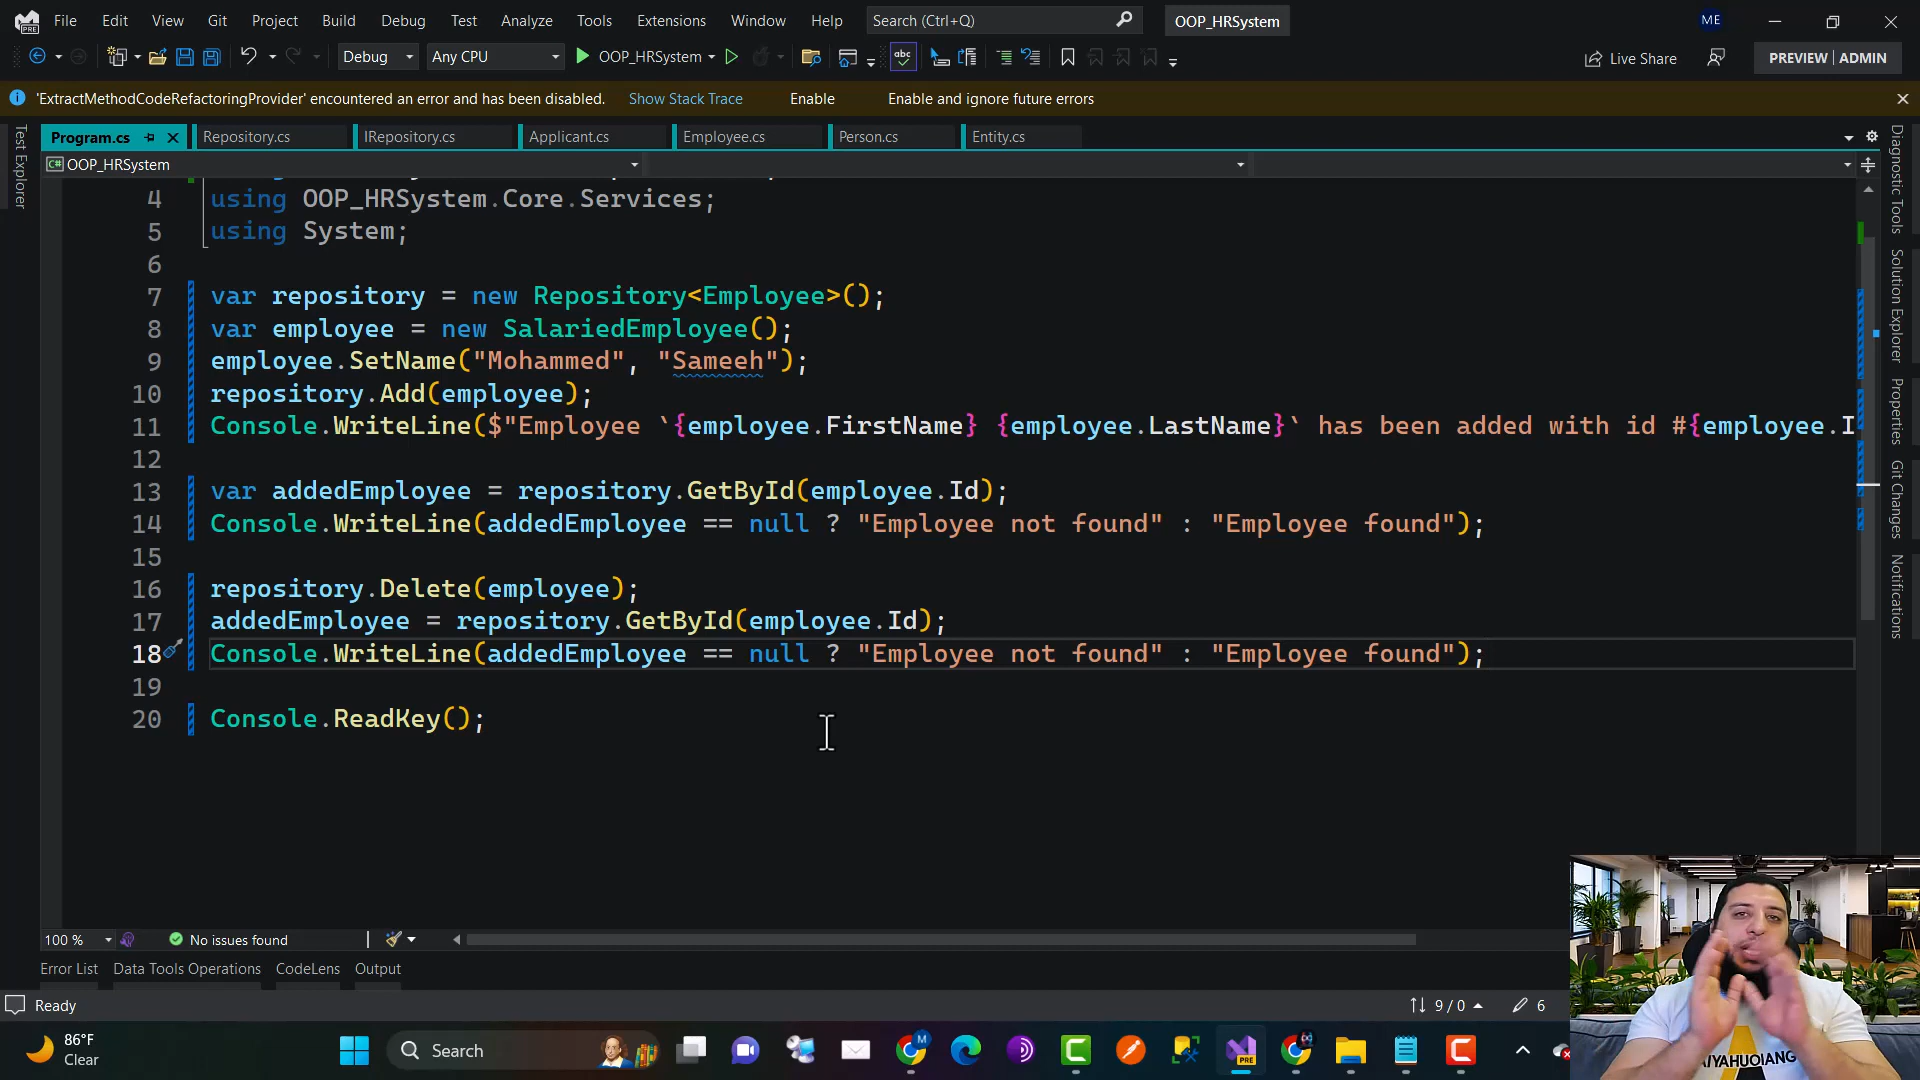 File Edit View Git Project Build Debug Test Analyze Tools Extensions Window Help Search (Ctrl+Q) OOP_HRSystem ME
Debug Any CPU OOP_HRSystem Live Share PREVIEW | ADMIN
'ExtractMethodCodeRefactoringProvider' encountered an error and has been disabled. Show Stack Trace Enable Enable and ignore future errors
Program.cs Repository.cs IRepository.cs Applicant.cs Employee.cs Person.cs Entity.cs
OOP_HRSystem
Test Explorer
4 using OOP_HRSystem.Core.Services;
5 using System;
6
7 var repository = new Repository<Employee>();
8 var employee = new SalariedEmployee();
9 employee.SetName("Mohammed", "Sameeh");
10 repository.Add(employee);
11 Console.WriteLine($"Employee `{employee.FirstName} {employee.LastName}` has been added with id #{employee.I
12
13 var addedEmployee = repository.GetById(employee.Id);
14 Console.WriteLine(addedEmployee == null ? "Employee not found" : "Employee found");
15
16 repository.Delete(employee);
17 addedEmployee = repository.GetById(employee.Id);
18 Console.WriteLine(addedEmployee == null ? "Employee not found" : "Employee found");
19
20 Console.ReadKey();
Diagnostic Tools
Solution Explorer
Properties
Git Changes
Notifications
100 % No issues found
Error List Data Tools Operations CodeLens Output
Ready 9 / 0 6
86°F
Clear
Search